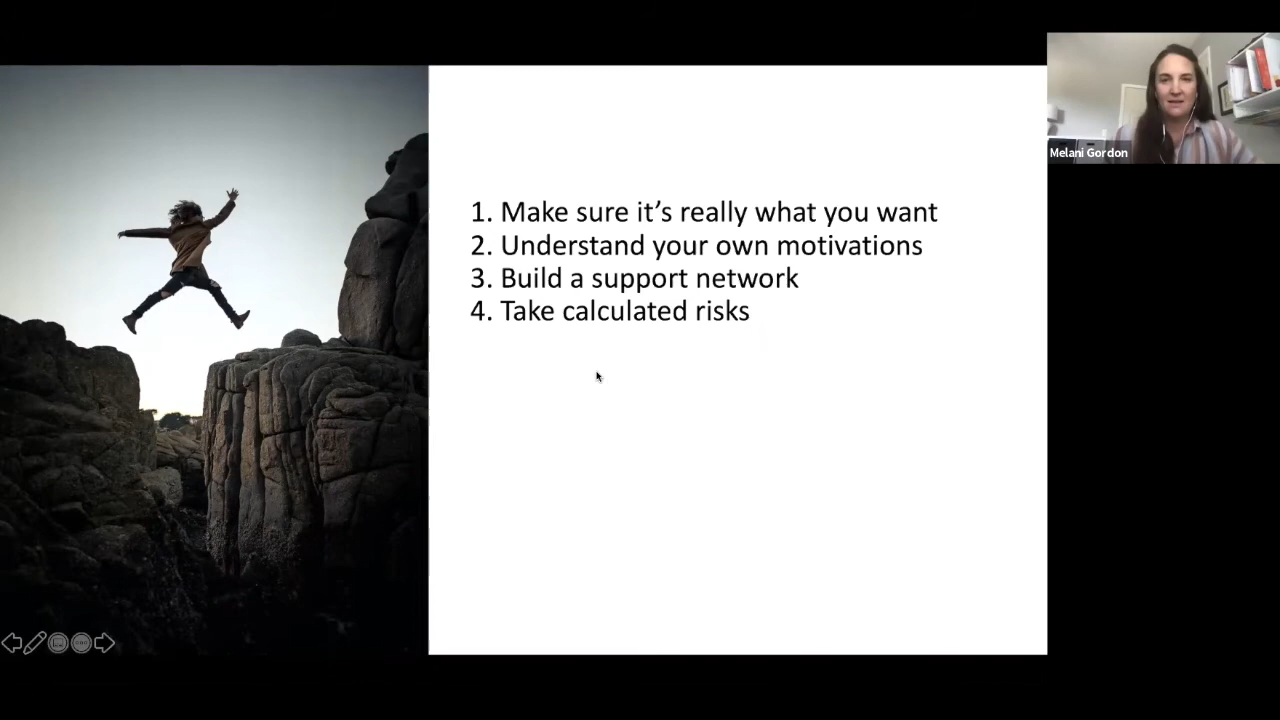 1. Make sure it's really what you want
2. Understand your own motivations
3. Build a support network
4. Take calculated risks
Melani Gordon